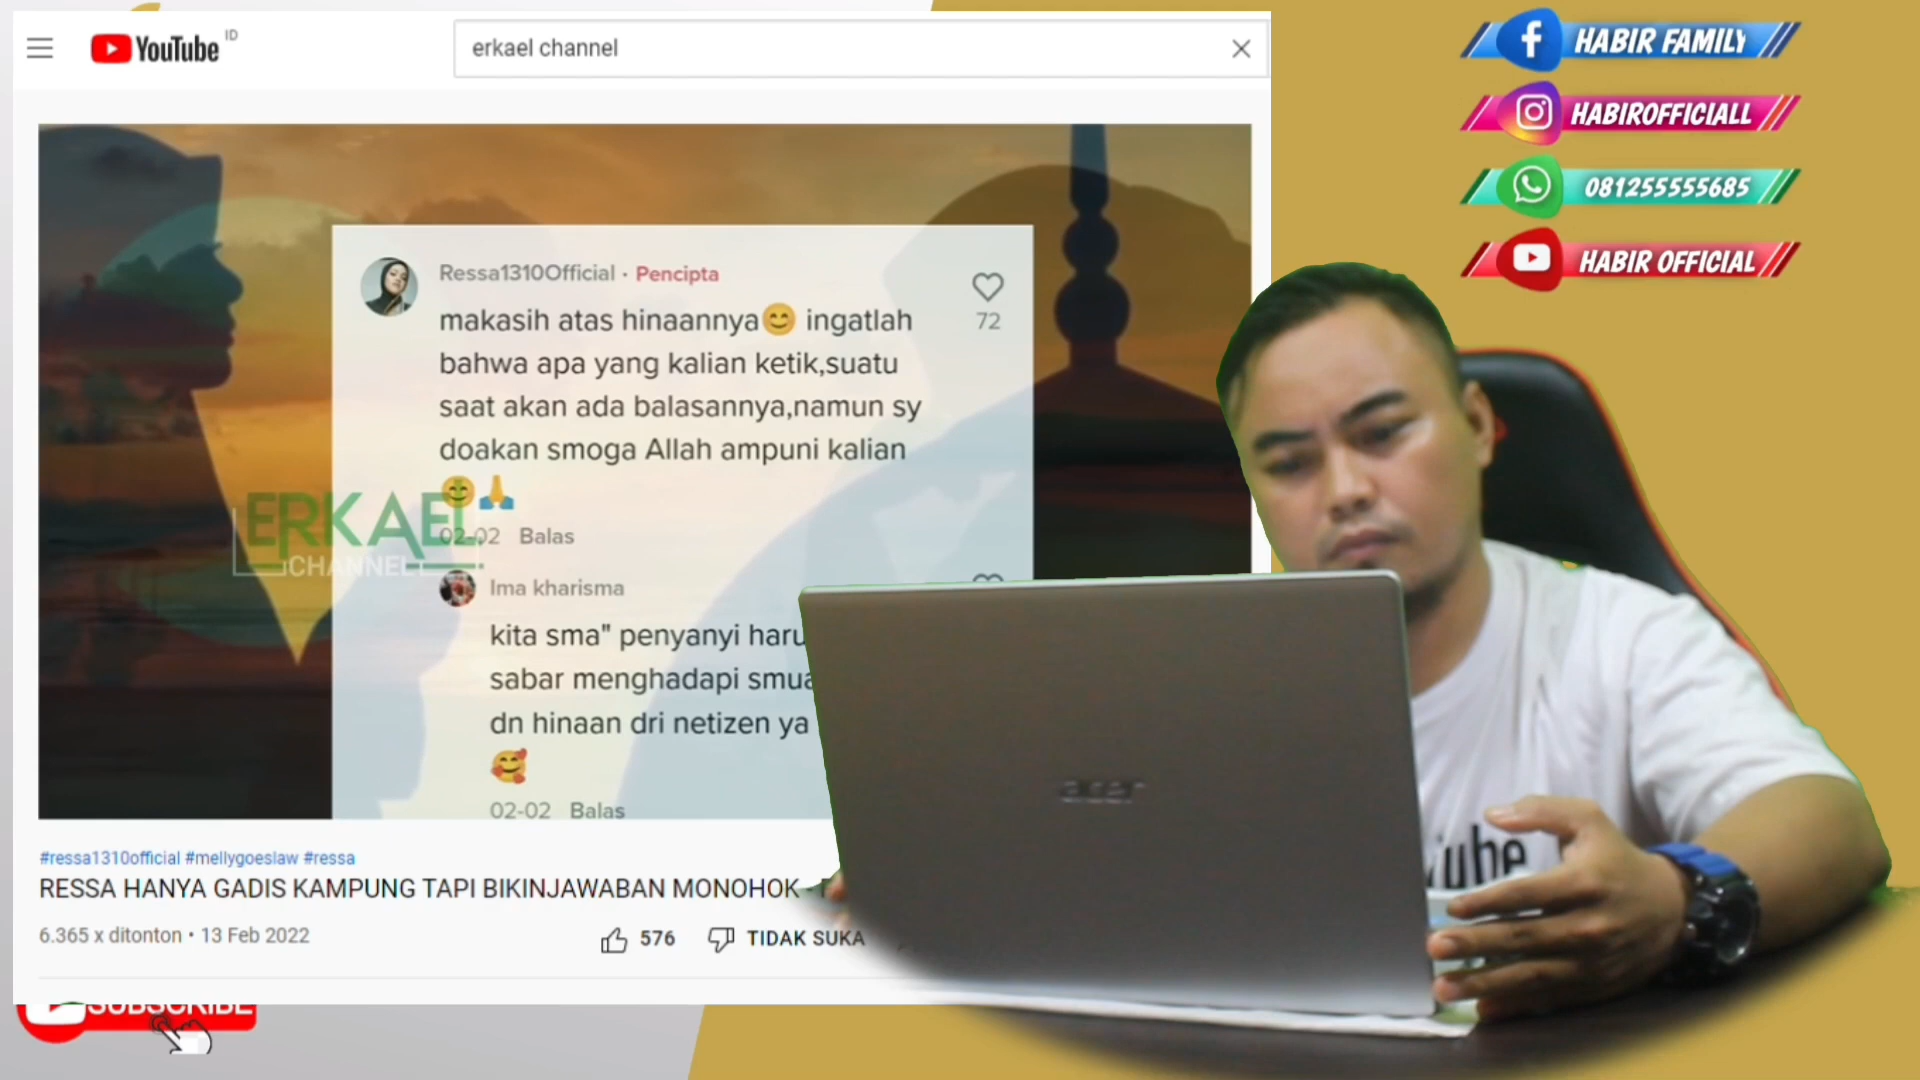 YouTube ID
erkael channel
HABIR FAMILY
HABIROFFICIALL
081255555685
HABIR OFFICIAL
Ressa1310Official · Pencipta
makasih atas hinaannya😊 ingatlah
72
bahwa apa yang kalian ketik,suatu
saat akan ada balasannya,namun sy
doakan smoga Allah ampuni kalian
😊🙏
ERKAEL
CHANNEL
02-02 Balas
Ima kharisma
kita sma" penyanyi haru
sabar menghadapi smua
dn hinaan dri netizen ya
🥰
02-02 Balas
acer
#ressa1310official #mellygoeslaw #ressa
RESSA HANYA GADIS KAMPUNG TAPI BIKINJAWABAN MONOHOK -
6.365 x ditonton • 13 Feb 2022
576
TIDAK SUKA
SUBSCRIBE